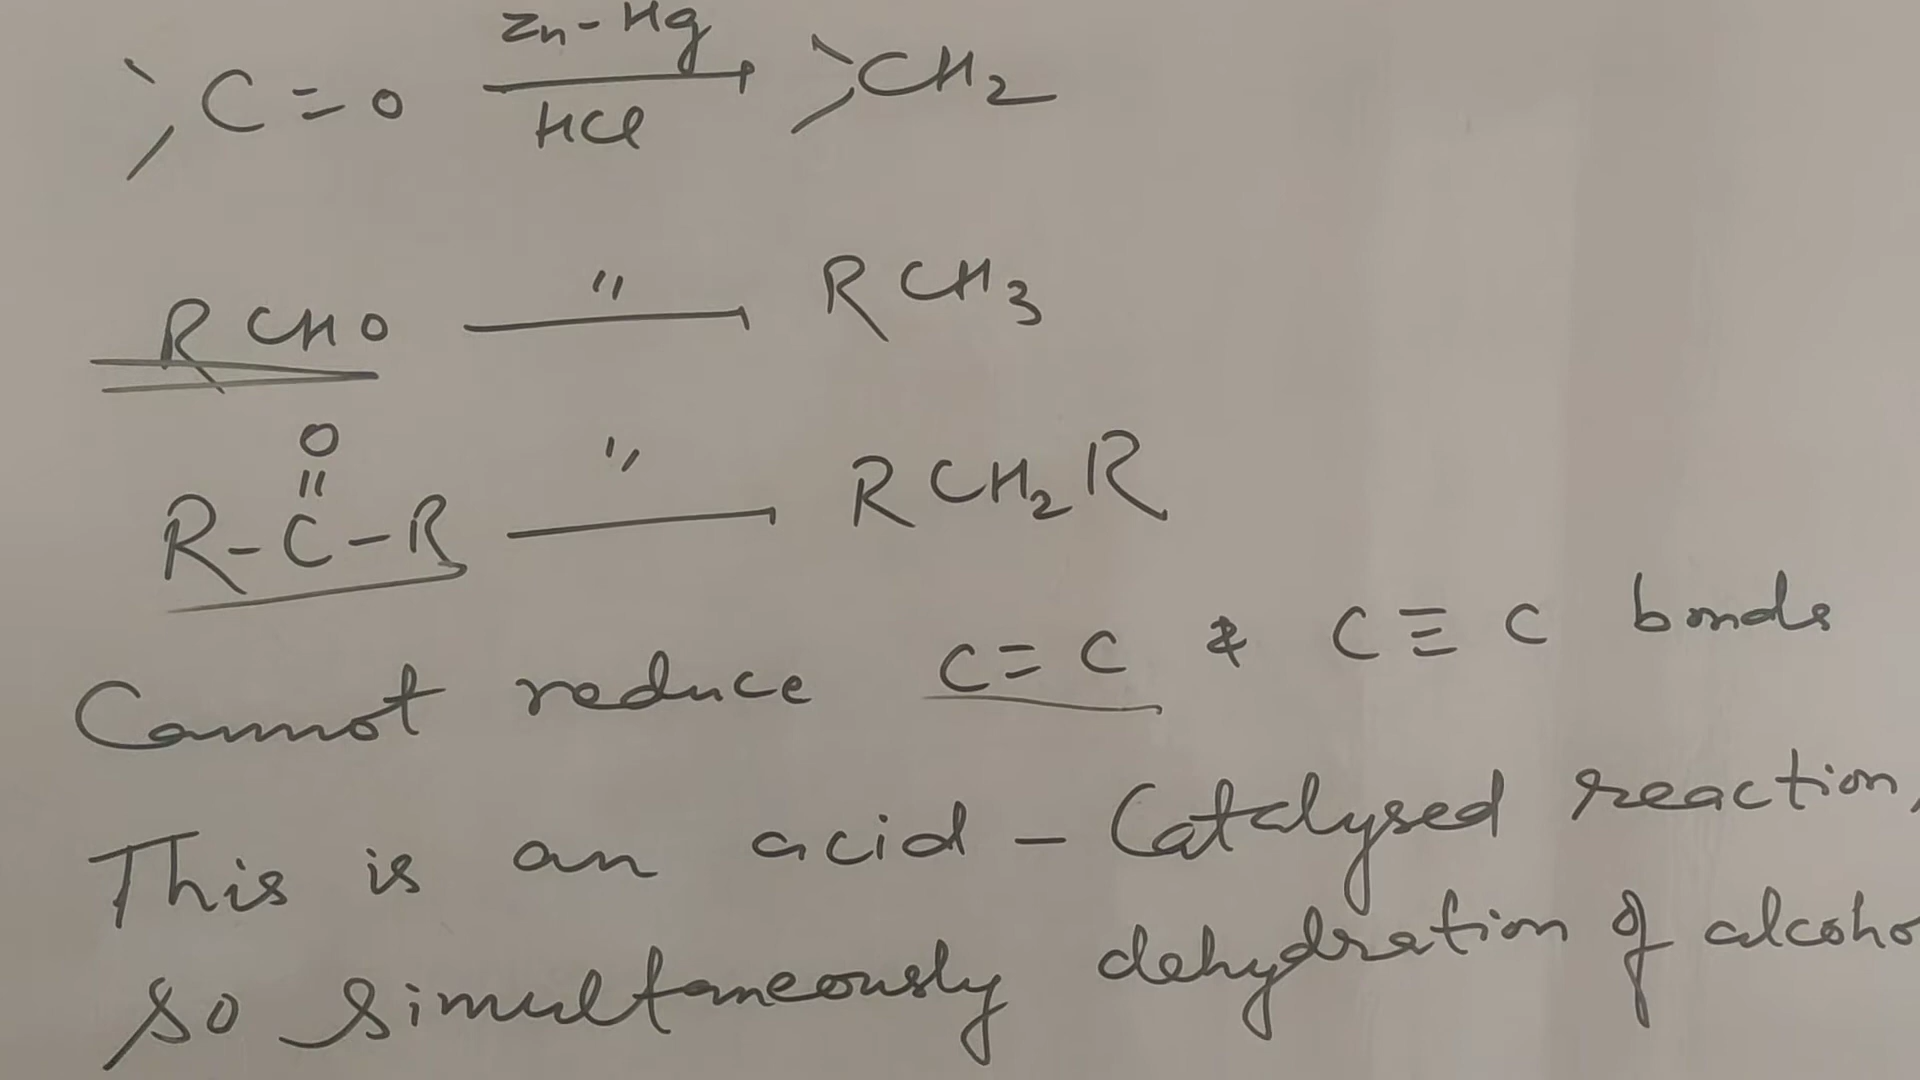 Zn-Hg
>C=O ⟶ >CH2
HCl
RCHO ⟶ RCH3
"
O
||
R-C-R ⟶ RCH2R
"
Cannot reduce C=C & C≡C bonds
This is an acid - Catalysed reaction,
so simultaneously dehydration of alcoho